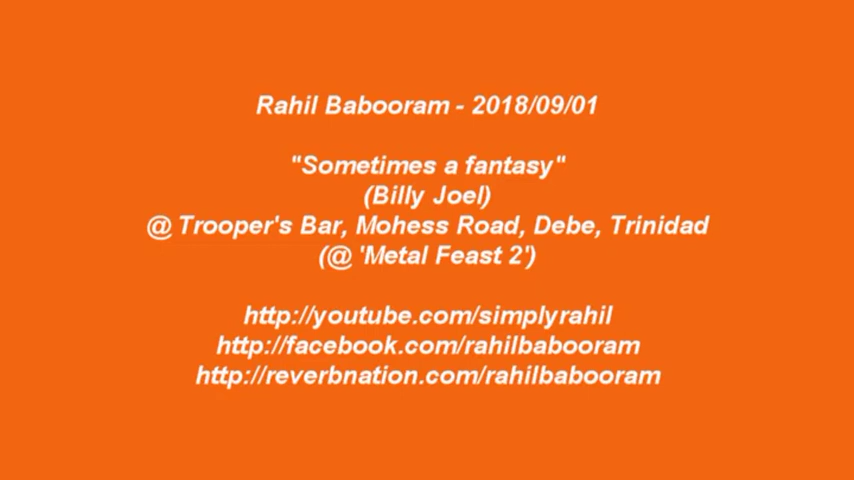 Rahil Babooram - 2018/09/01
"Sometimes a fantasy"
(Billy Joel)
@ Trooper's Bar, Mohess Road, Debe, Trinidad
(@ 'Metal Feast 2')
http://youtube.com/simplyrahil
http://facebook.com/rahilbabooram
http://reverbnation.com/rahilbabooram